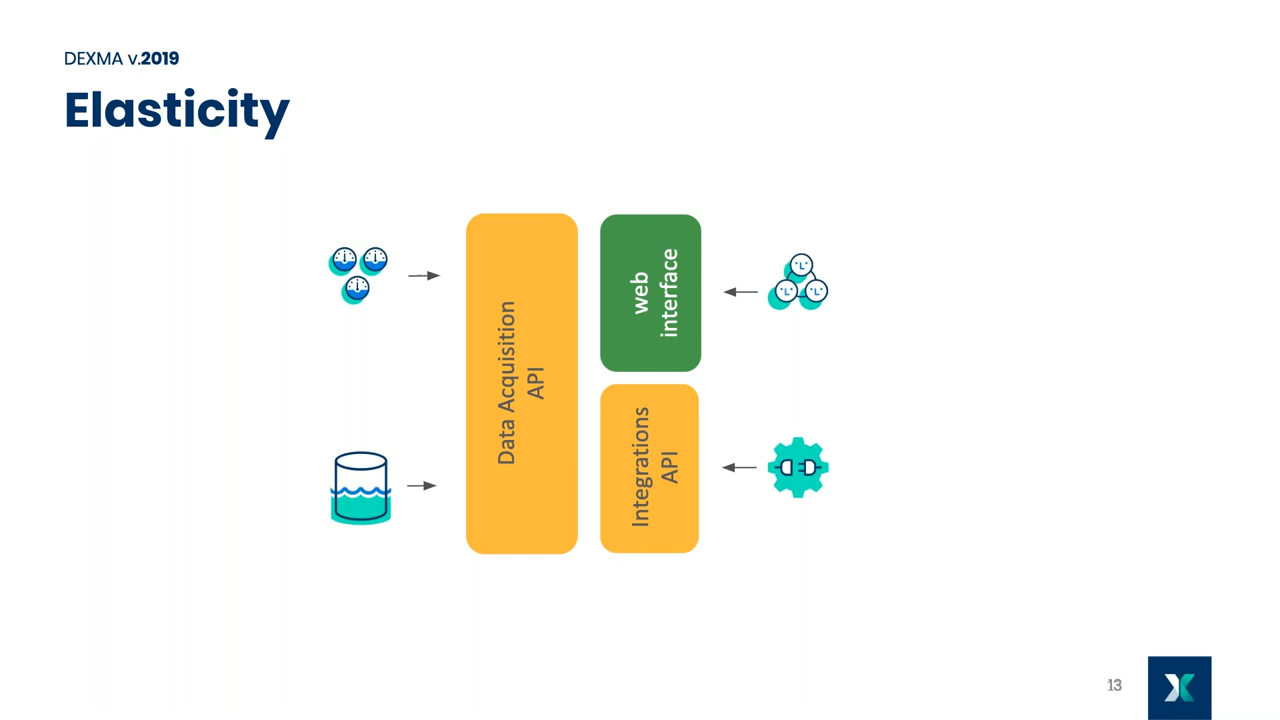 DEXMA v.2019
Elasticity
Data Acquisition
API
web
interface
Integrations
API
13